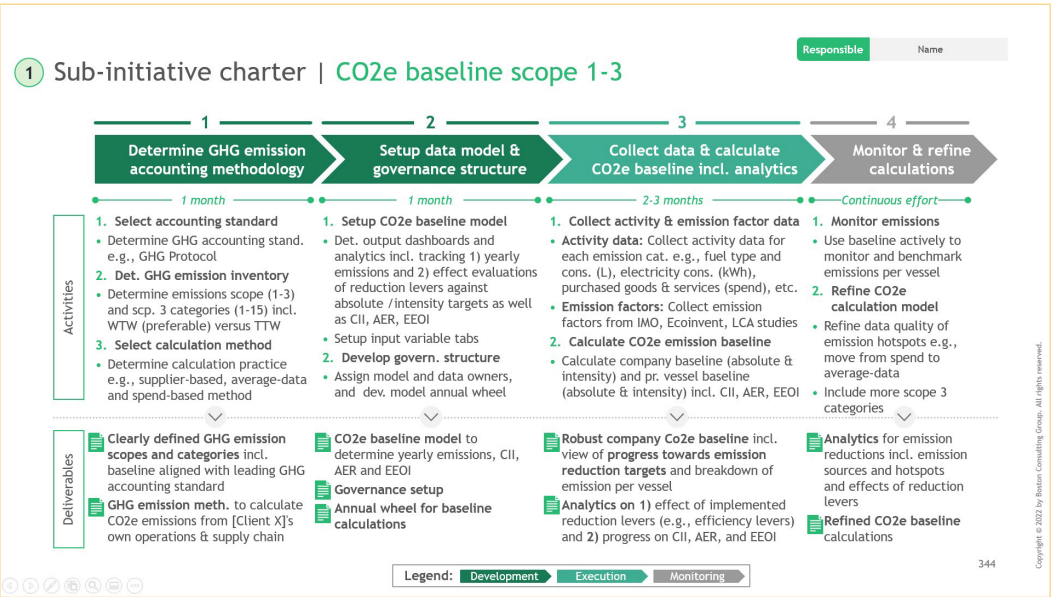 Responsible Name
1 Sub-initiative charter | CO2e baseline scope 1-3
1
Determine GHG emission
accounting methodology
1 month
2
Setup data model &
governance structure
1 month
3
Collect data & calculate
CO2e baseline incl. analytics
2-3 months
4
Monitor & refine
calculations
Continuous effort
Activities
1. Select accounting standard
• Determine GHG accounting stand.
e.g., GHG Protocol
2. Det. GHG emission inventory
• Determine emissions scope (1-3)
and scp. 3 categories (1-15) incl.
WTW (preferable) versus TTW
3. Select calculation method
• Determine calculation practice
e.g., supplier-based, average-data
and spend-based method
1. Setup CO2e baseline model
• Det. output dashboards and
analytics incl. tracking 1) yearly
emissions and 2) effect evaluations
of reduction levers against
absolute /intensity targets as well
as CII, AER, EEOI
• Setup input variable tabs
2. Develop govern. structure
• Assign model and data owners,
and dev. model annual wheel
1. Collect activity & emission factor data
• Activity data: Collect activity data for
each emission cat. e.g., fuel type and
cons. (L), electricity cons. (kWh),
purchased goods & services (spend), etc.
• Emission factors: Collect emission
factors from IMO, Ecoinvent, LCA studies
2. Calculate CO2e emission baseline
• Calculate company baseline (absolute &
intensity) and pr. vessel baseline
(absolute & intensity) incl. CII, AER, EEOI
1. Monitor emissions
• Use baseline actively to
monitor and benchmark
emissions per vessel
2. Refine CO2e
calculation model
• Refine data quality of
emission hotspots e.g.,
move from spend to
average-data
• Include more scope 3
categories
Deliverables
Clearly defined GHG emission
scopes and categories incl.
baseline aligned with leading GHG
accounting standard
GHG emission meth. to calculate
CO2e emissions from [Client X]'s
own operations & supply chain
CO2e baseline model to
determine yearly emissions, CII,
AER and EEOI
Governance setup
Annual wheel for baseline
calculations
Robust company Co2e baseline incl.
view of progress towards emission
reduction targets and breakdown of
emission per vessel
Analytics on 1) effect of implemented
reduction levers (e.g., efficiency levers)
and 2) progress on CII, AER, and EEOI
Analytics for emission
reductions incl. emission
sources and hotspots
and effects of reduction
levers
Refined CO2e baseline
calculations
Legend: Development Execution Monitoring
344
Copyright © 2022 by Boston Consulting Group. All rights reserved.